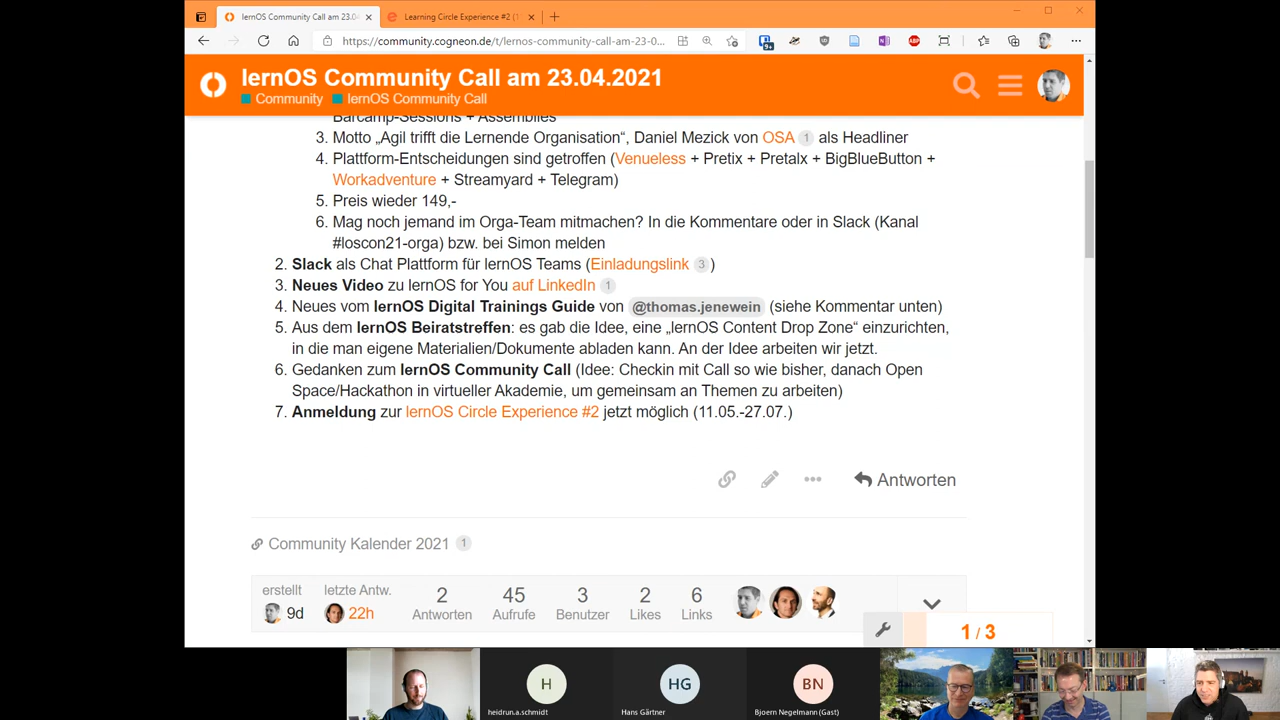 lernOS Community Call am 23.04
Learning Circle Experience #2 (1
https://community.cogneon.de/t/lernos-community-call-am-23-0...
9+
ABP
lernOS Community Call am 23.04.2021
Community lernOS Community Call
Barcamp-Sessions + Assemblies
3. Motto „Agil trifft die Lernende Organisation“, Daniel Mezick von OSA 1 als Headliner
4. Plattform-Entscheidungen sind getroffen (Venueless + Pretix + Pretalx + BigBlueButton +
Workadventure + Streamyard + Telegram)
5. Preis wieder 149,-
6. Mag noch jemand im Orga-Team mitmachen? In die Kommentare oder in Slack (Kanal
#loscon21-orga) bzw. bei Simon melden
2. Slack als Chat Plattform für lernOS Teams (Einladungslink 3 )
3. Neues Video zu lernOS for You auf LinkedIn 1
4. Neues vom lernOS Digital Trainings Guide von @thomas.jenewein (siehe Kommentar unten)
5. Aus dem lernOS Beiratstreffen: es gab die Idee, eine „lernOS Content Drop Zone“ einzurichten,
in die man eigene Materialien/Dokumente abladen kann. An der Idee arbeiten wir jetzt.
6. Gedanken zum lernOS Community Call (Idee: Checkin mit Call so wie bisher, danach Open
Space/Hackathon in virtueller Akademie, um gemeinsam an Themen zu arbeiten)
7. Anmeldung zur lernOS Circle Experience #2 jetzt möglich (11.05.-27.07.)
Antworten
Community Kalender 2021 1
erstellt letzte Antw. 2 45 3 2 6
9d 22h Antworten Aufrufe Benutzer Likes Links
1 / 3
H HG BN
heidrun.a.schmidt Hans Gärtner Bjoern Negelmann (Gast)